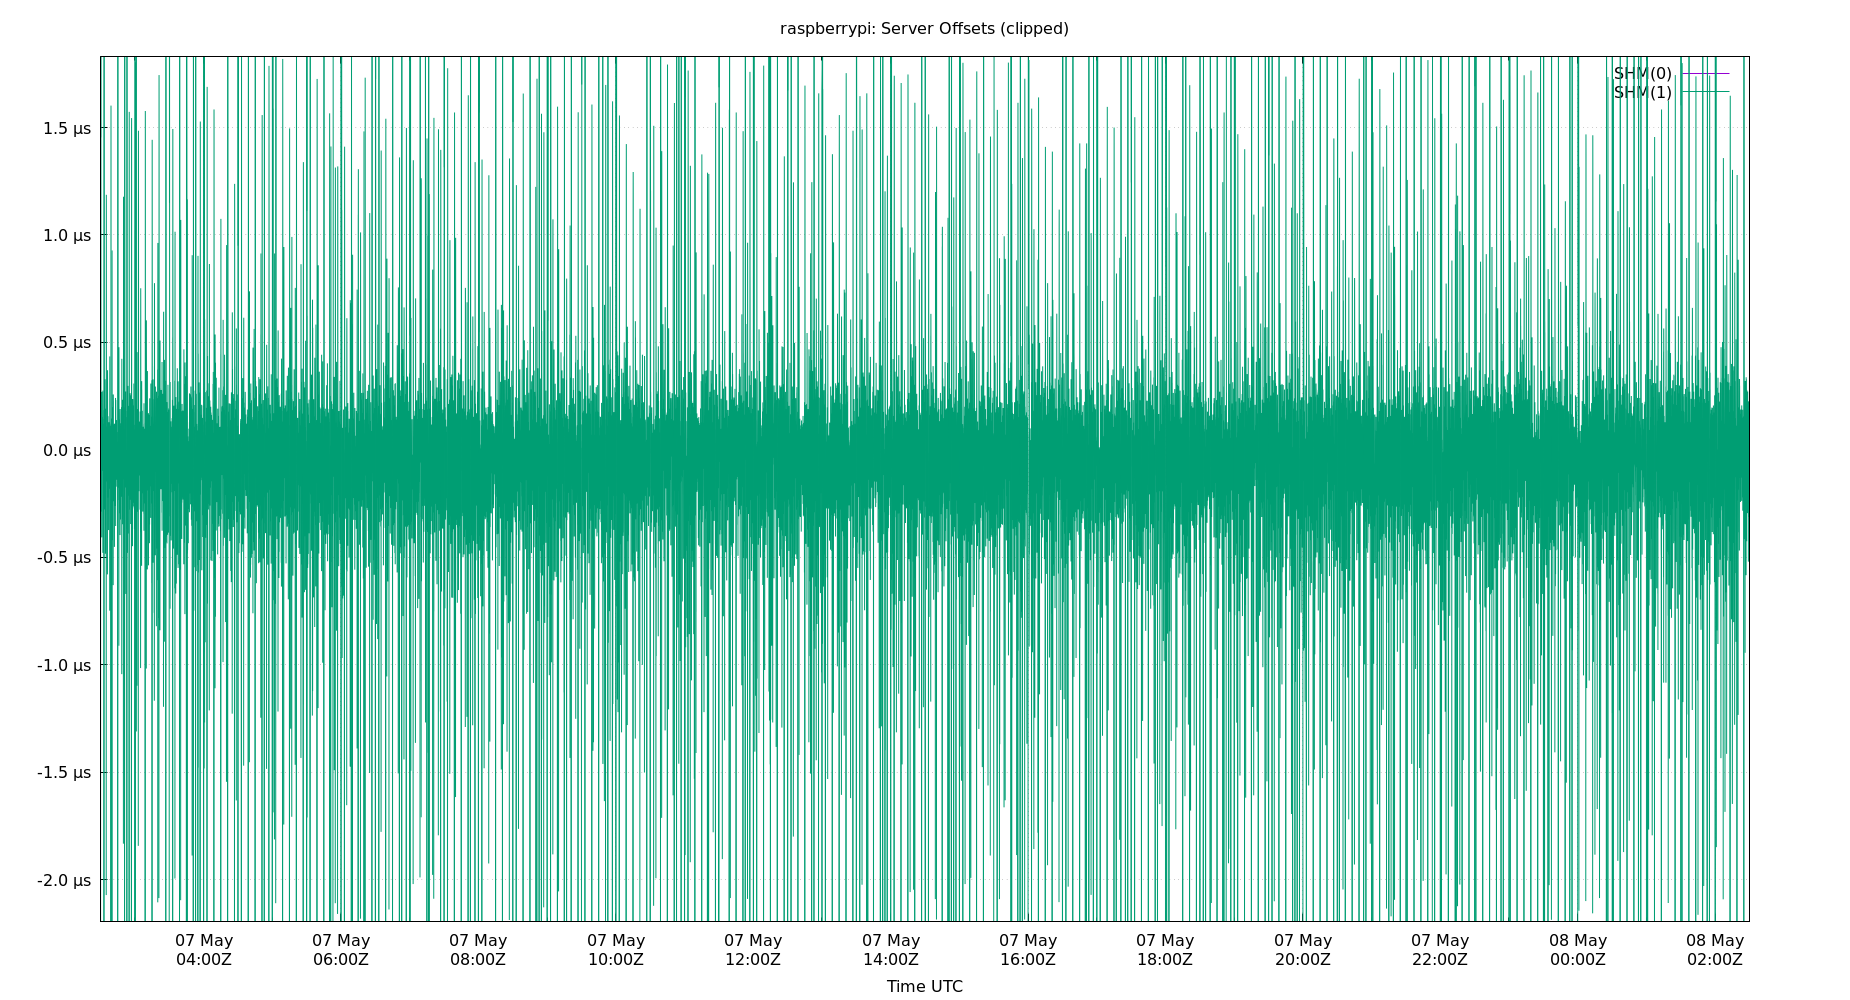 raspberrypi: Server Offsets (clipped)
SHM(0)
SHM(1)
1.5 µs
1.0 µs
0.5 µs
0.0 µs
-0.5 µs
-1.0 µs
-1.5 µs
-2.0 µs
07 May 07 May 07 May 07 May 07 May 07 May 07 May 07 May 07 May 07 May 08 May 08 May
04:00Z 06:00Z 08:00Z 10:00Z 12:00Z 14:00Z 16:00Z 18:00Z 20:00Z 22:00Z 00:00Z 02:00Z
Time UTC